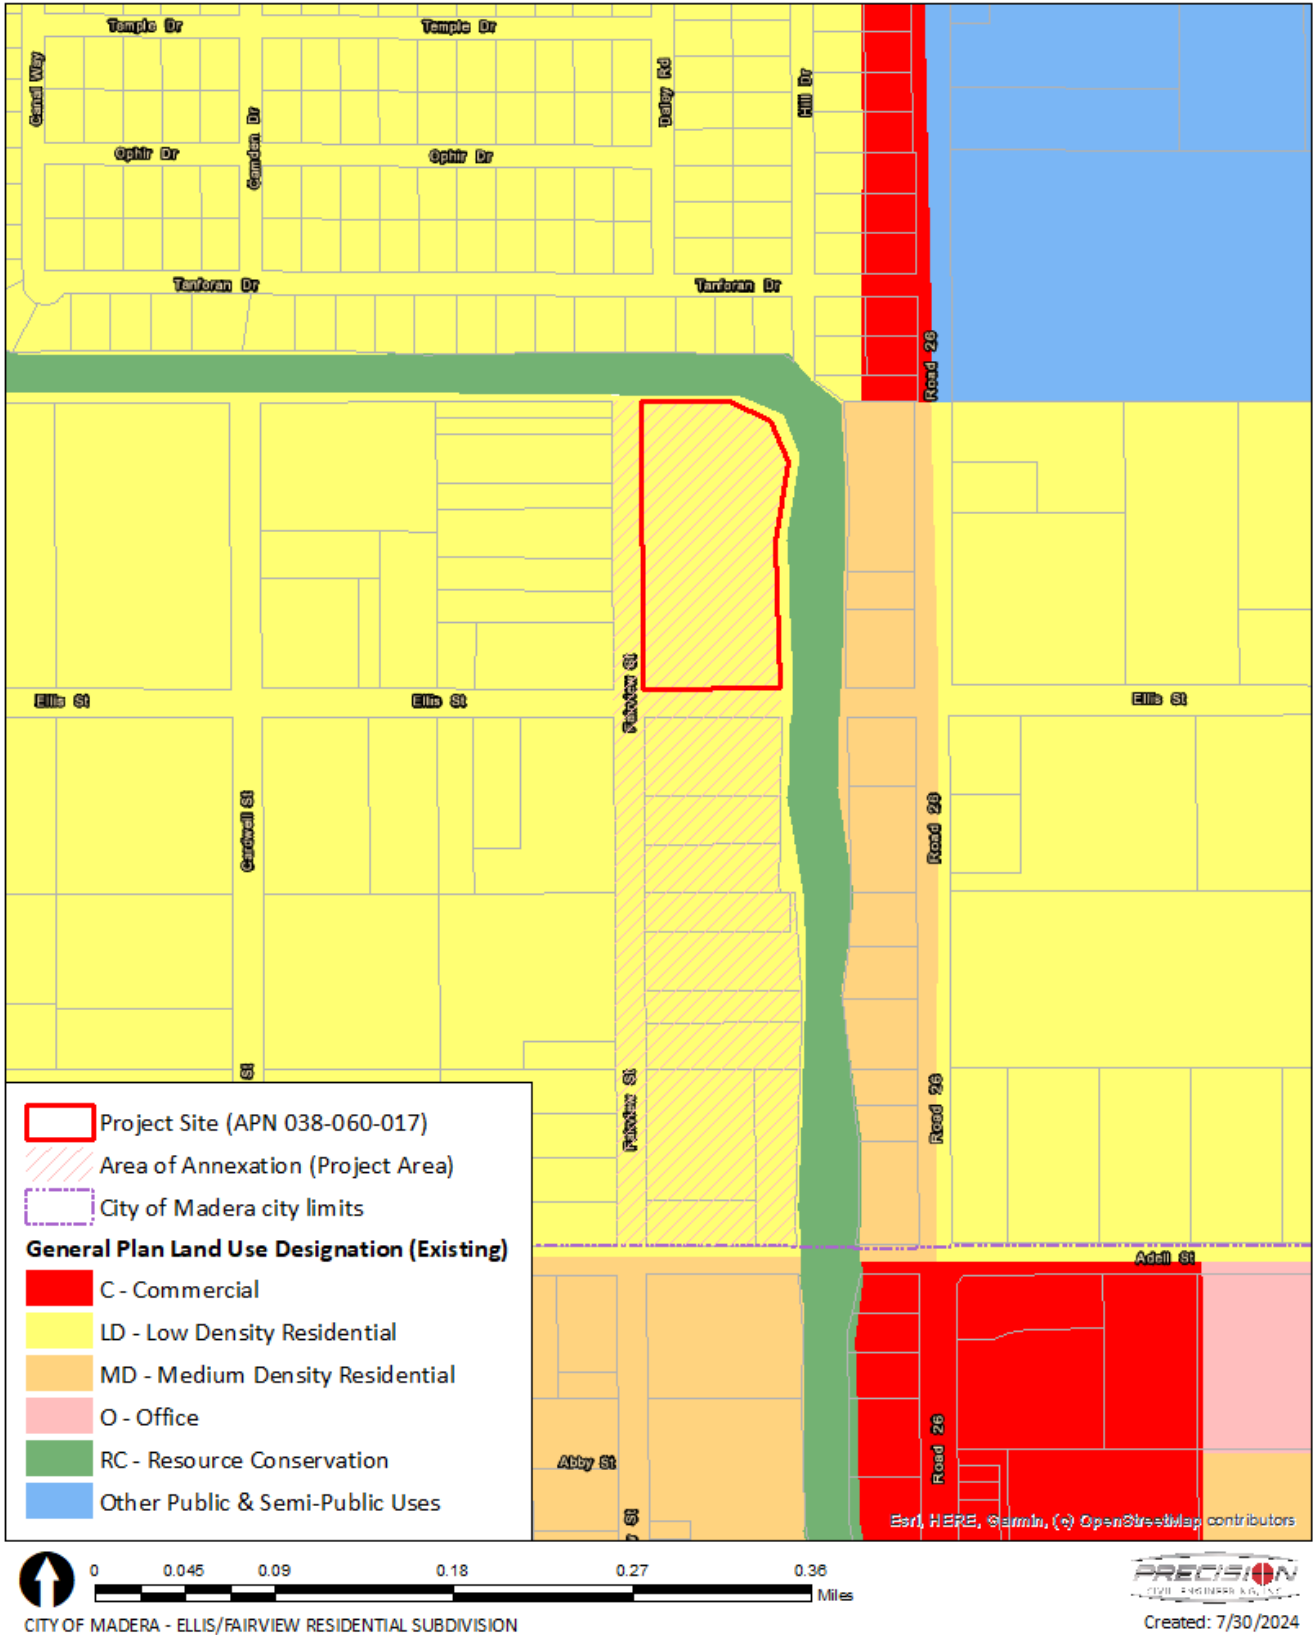 Temple Dr
Temple Dr
Canal Way
Camden Dr
Daley Rd
Hill Dr
Ophir Dr
Ophir Dr
Tanforan Dr
Tanforan Dr
Road 26
Fairview St
Ellis St
Ellis St
Ellis St
Cardwell St
Road 26
St
Fairview St
Road 26
Project Site (APN 038-060-017)
Area of Annexation (Project Area)
City of Madera city limits
General Plan Land Use Designation (Existing)
C - Commercial
LD - Low Density Residential
MD - Medium Density Residential
O - Office
RC - Resource Conservation
Other Public & Semi-Public Uses
Adell St
Abby St
Road 26
St
Esri, HERE, Garmin, (c) OpenStreetMap contributors
0 0.045 0.09 0.18 0.27 0.36
Miles
CITY OF MADERA - ELLIS/FAIRVIEW RESIDENTIAL SUBDIVISION
PRECISION
CIVIL ENGINEERING, INC.
Created: 7/30/2024